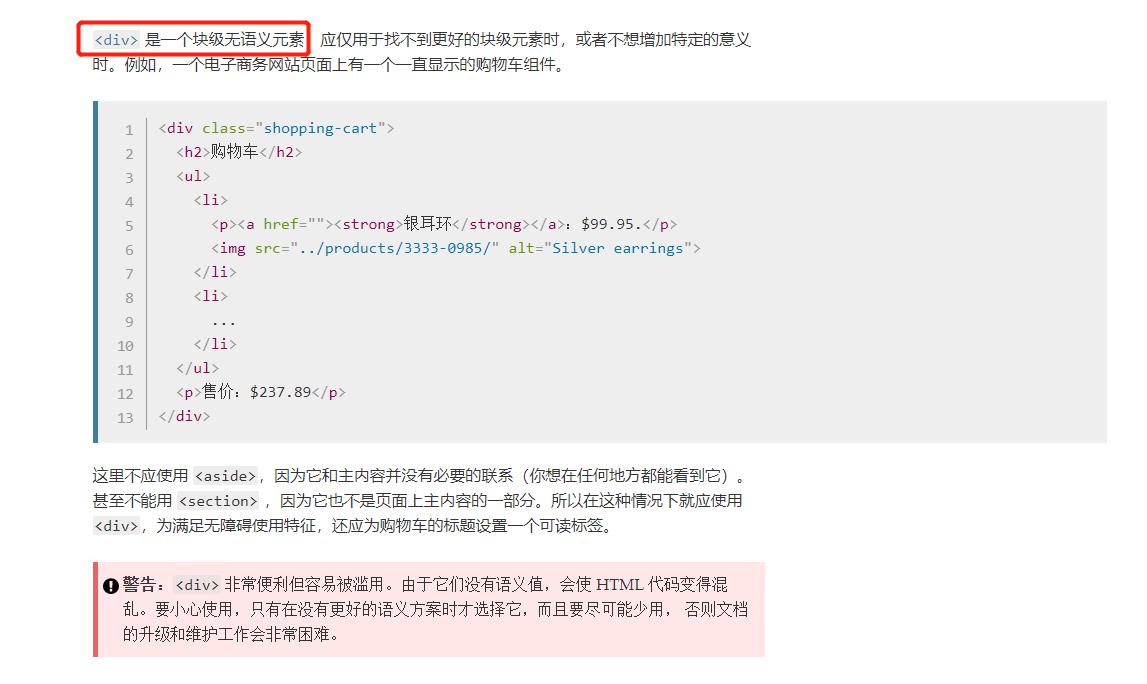 <div> 是一个块级无语义元素，应仅用于找不到更好的块级元素时，或者不想增加特定的意义
时。例如，一个电子商务网站页面上有一个一直显示的购物车组件。
1 <div class="shopping-cart">
2 <h2>购物车</h2>
3 <ul>
4 <li>
5 <p><a href=""><strong>银耳环</strong></a>：$99.95.</p>
6 <img src="../products/3333-0985/" alt="Silver earrings">
7 </li>
8 <li>
9 ...
10 </li>
11 </ul>
12 <p>售价：$237.89</p>
13 </div>
这里不应使用 <aside>，因为它和主内容并没有必要的联系（你想在任何地方都能看到它）。
甚至不能用 <section> ，因为它也不是页面上主内容的一部分。所以在这种情况下就应使用
<div>，为满足无障碍使用特征，还应为购物车的标题设置一个可读标签。
警告： <div> 非常便利但容易被滥用。由于它们没有语义值，会使 HTML 代码变得混
乱。要小心使用，只有在没有更好的语义方案时才选择它，而且要尽可能少用， 否则文档
的升级和维护工作会非常困难。